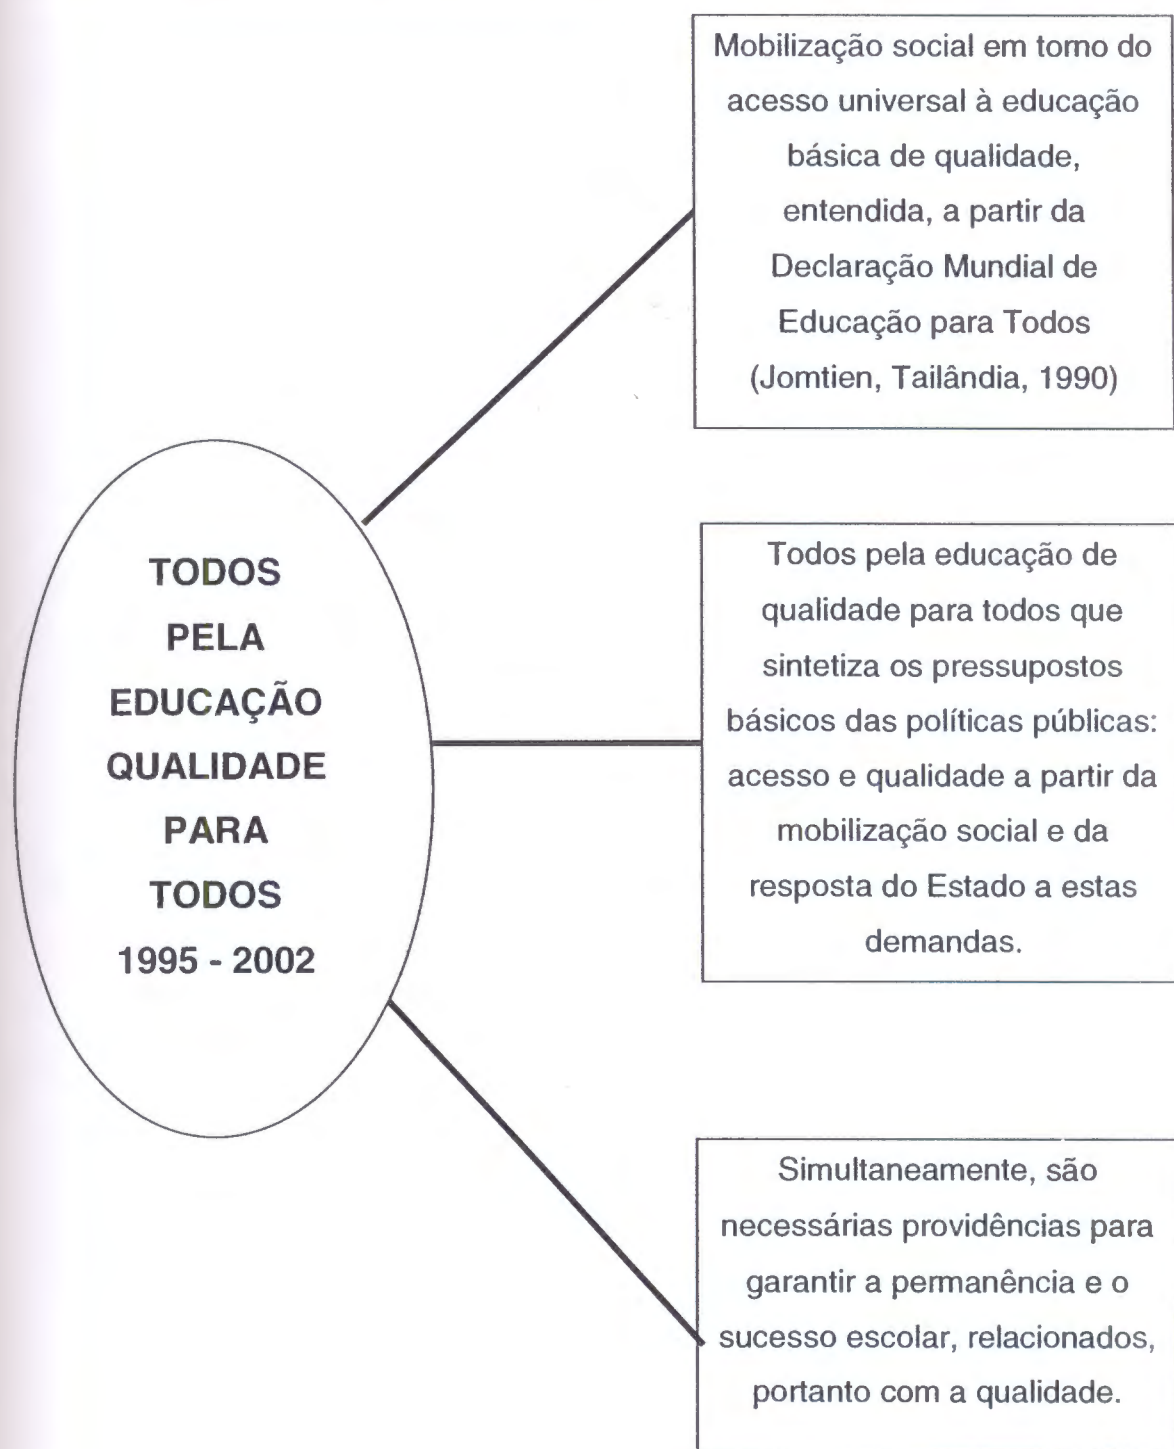 Mobilização social em torno do
acesso universal à educação
básica de qualidade,
entendida, a partir da
Declaração Mundial de
Educação para Todos
(Jomtien, Tailândia, 1990)
TODOS
PELA
EDUCAÇÃO
QUALIDADE
PARA
TODOS
1995 - 2002
Todos pela educação de
qualidade para todos que
sintetiza os pressupostos
básicos das políticas públicas:
acesso e qualidade a partir da
mobilização social e da
resposta do Estado a estas
demandas.
Simultaneamente, são
necessárias providências para
garantir a permanência e o
sucesso escolar, relacionados,
portanto com a qualidade.